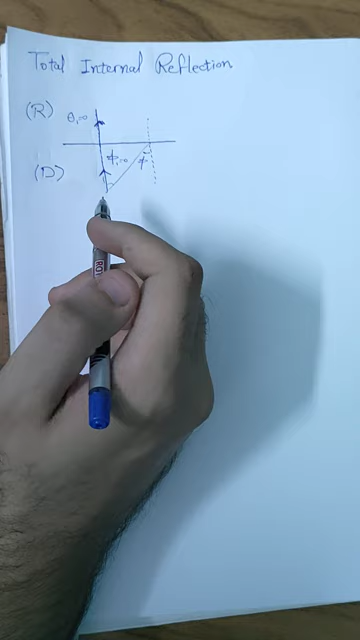 Total Internal Reflection
(R) θ,=0
(D) ϕ,=0 ϕ